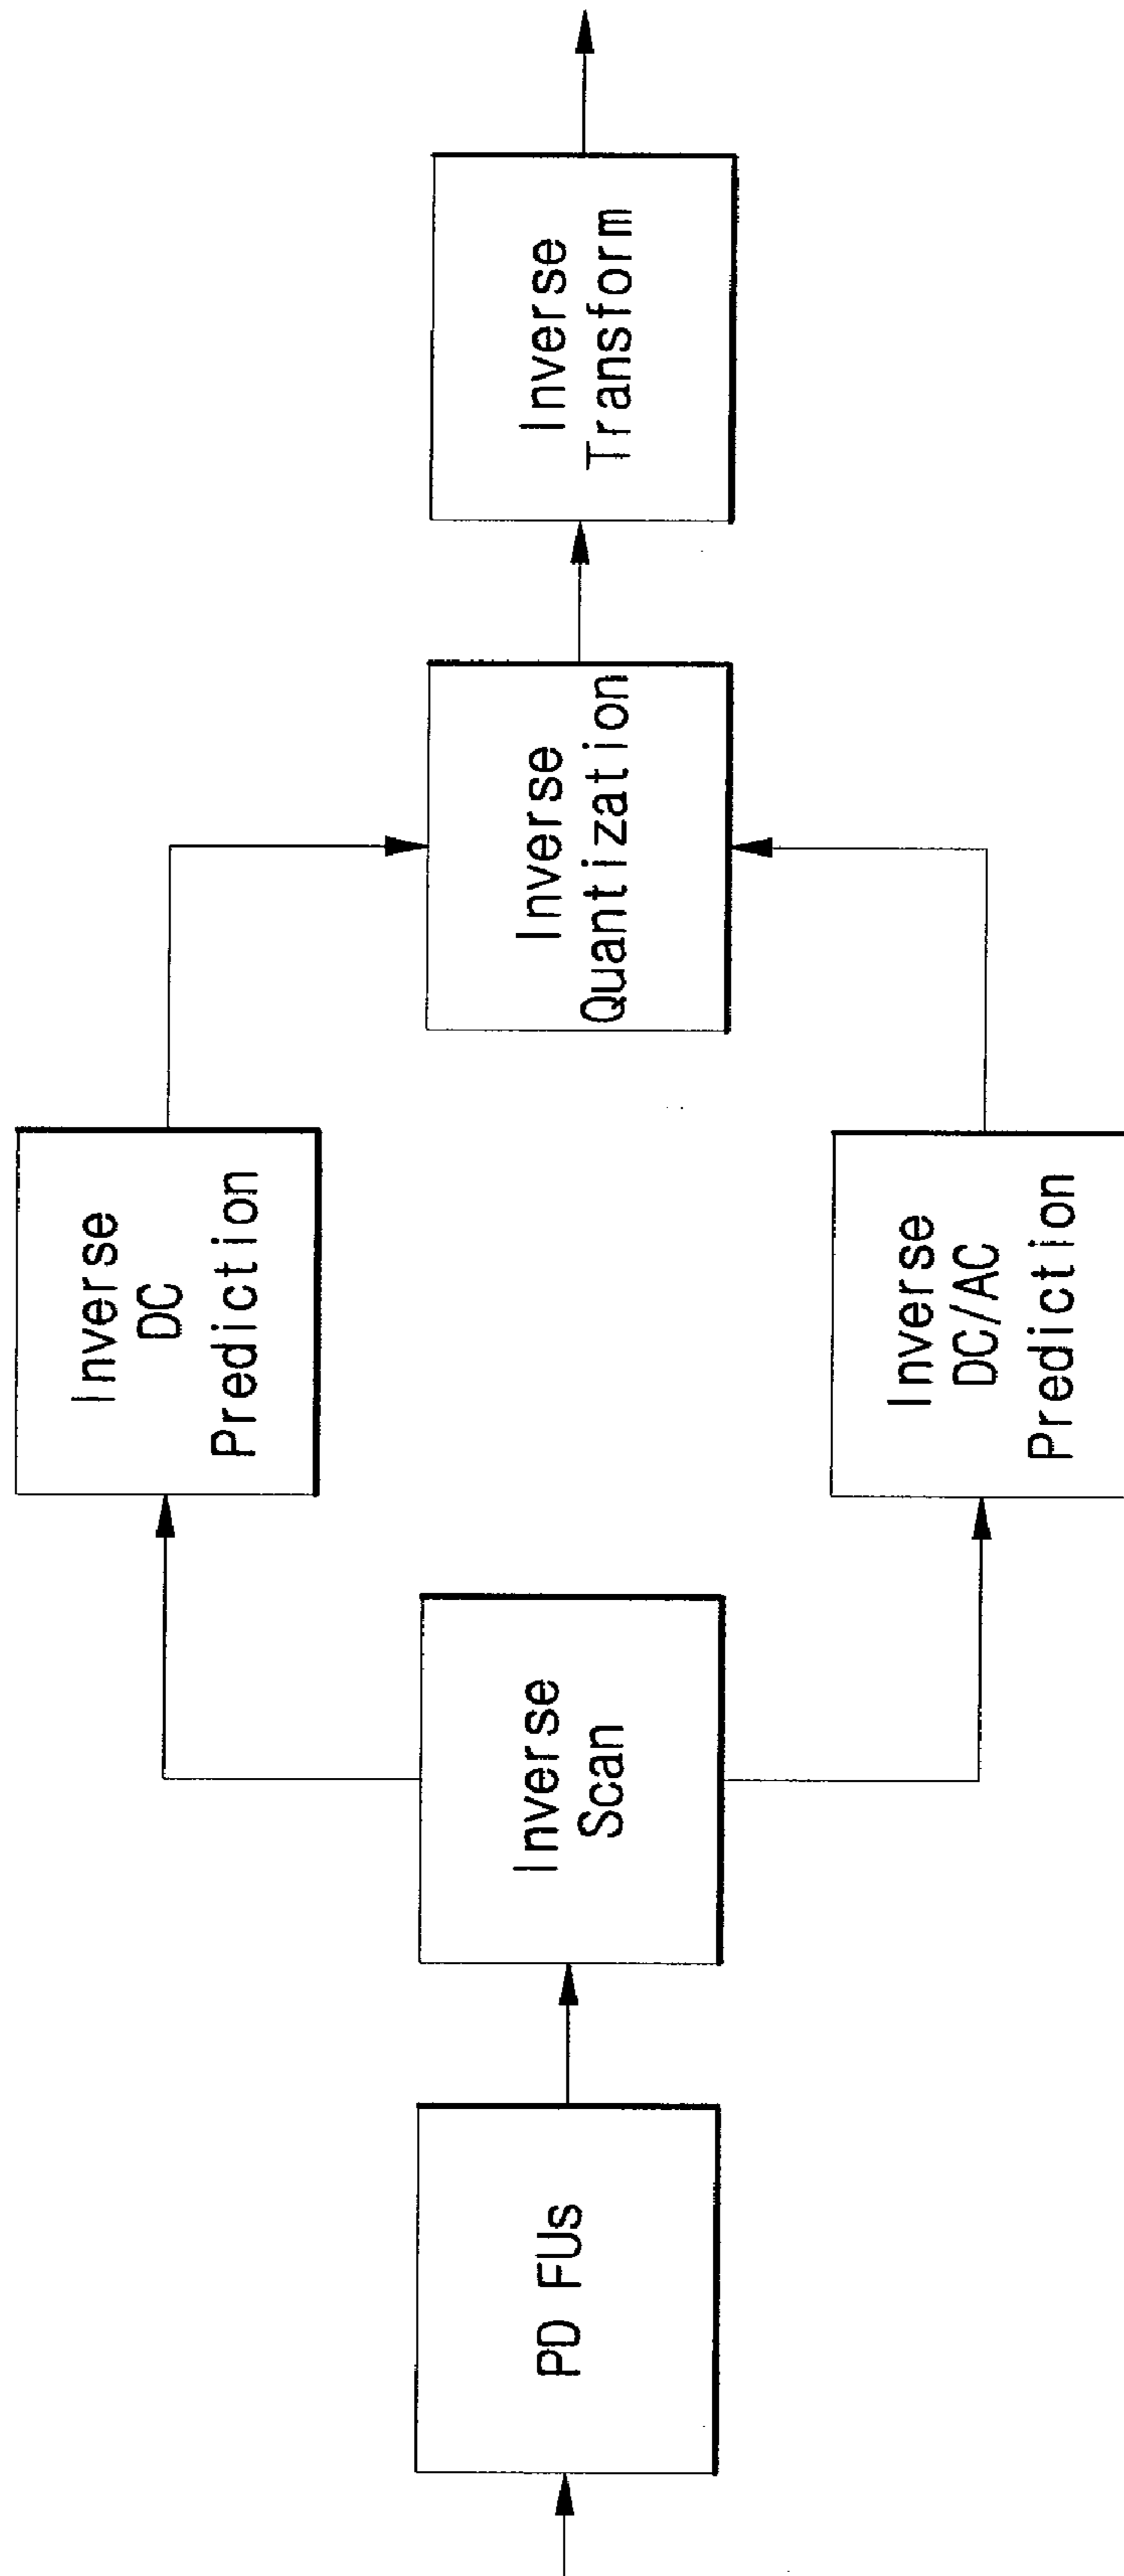 PD FUs
Inverse
Scan
Inverse
DC
Prediction
Inverse
DC/AC
Prediction
Inverse
Quantization
Inverse
Transform